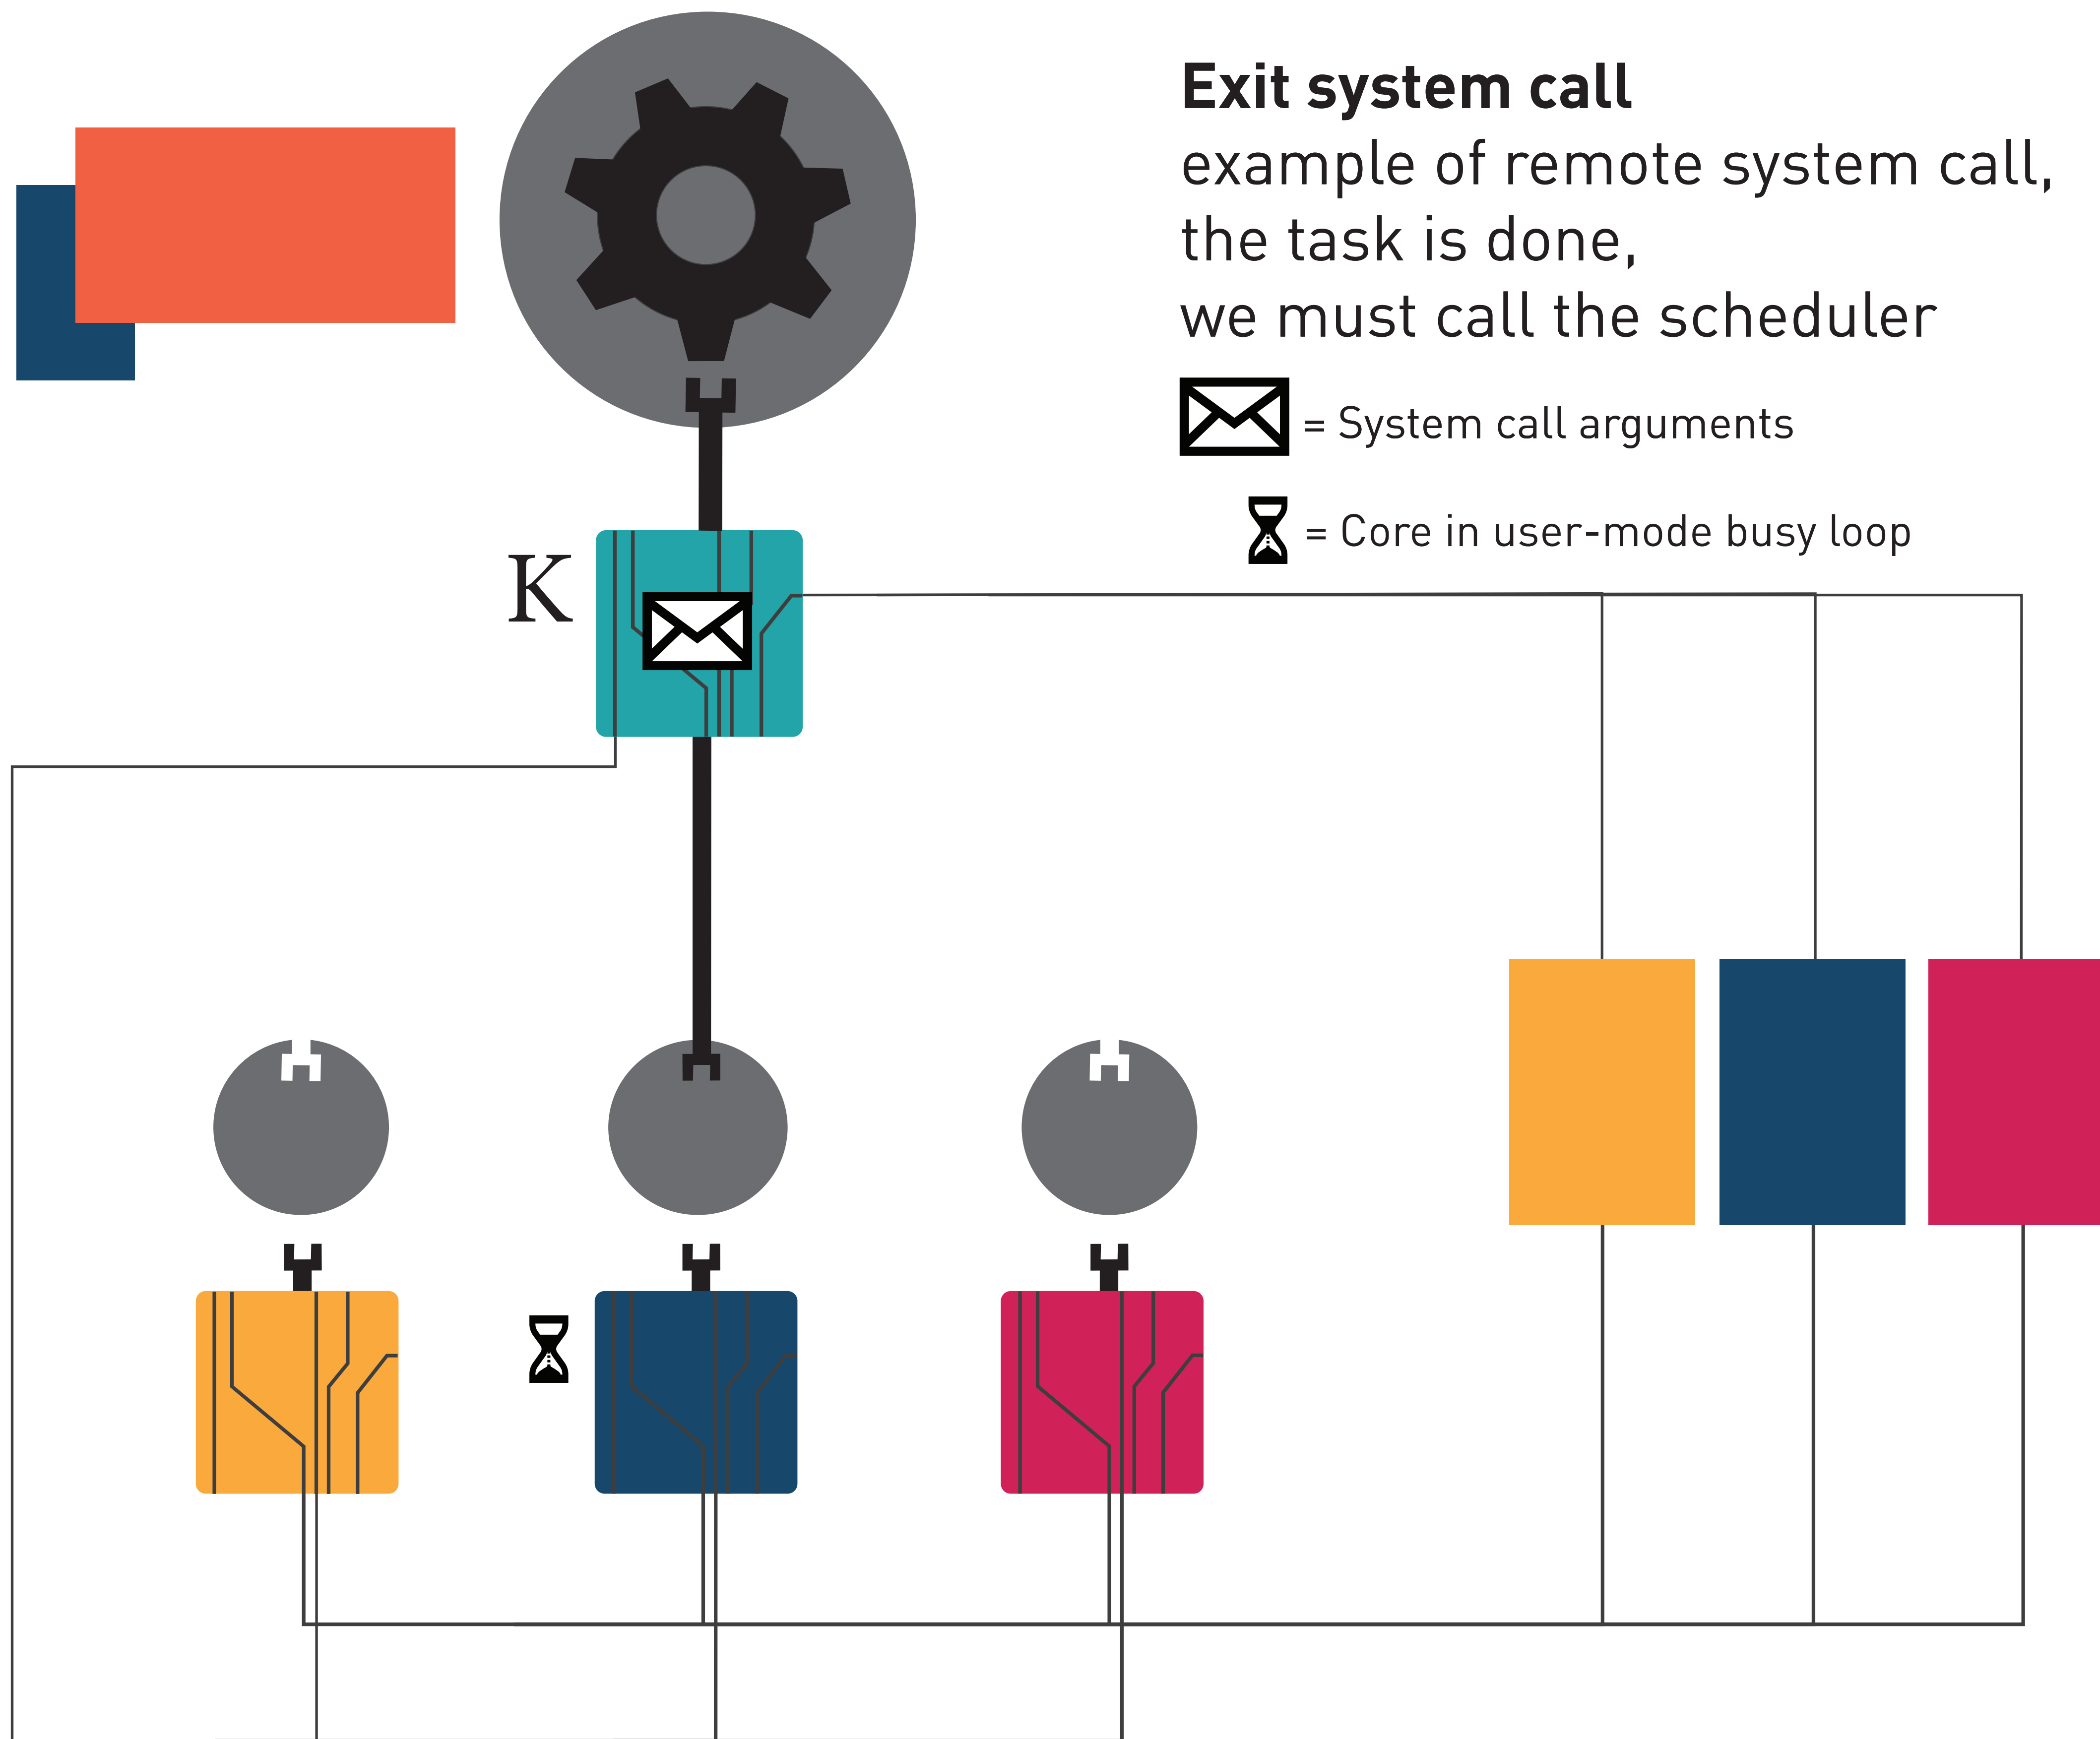 Exit system call
example of remote system call,
the task is done,
we must call the scheduler
= System call arguments
= Core in user-mode busy loop
K